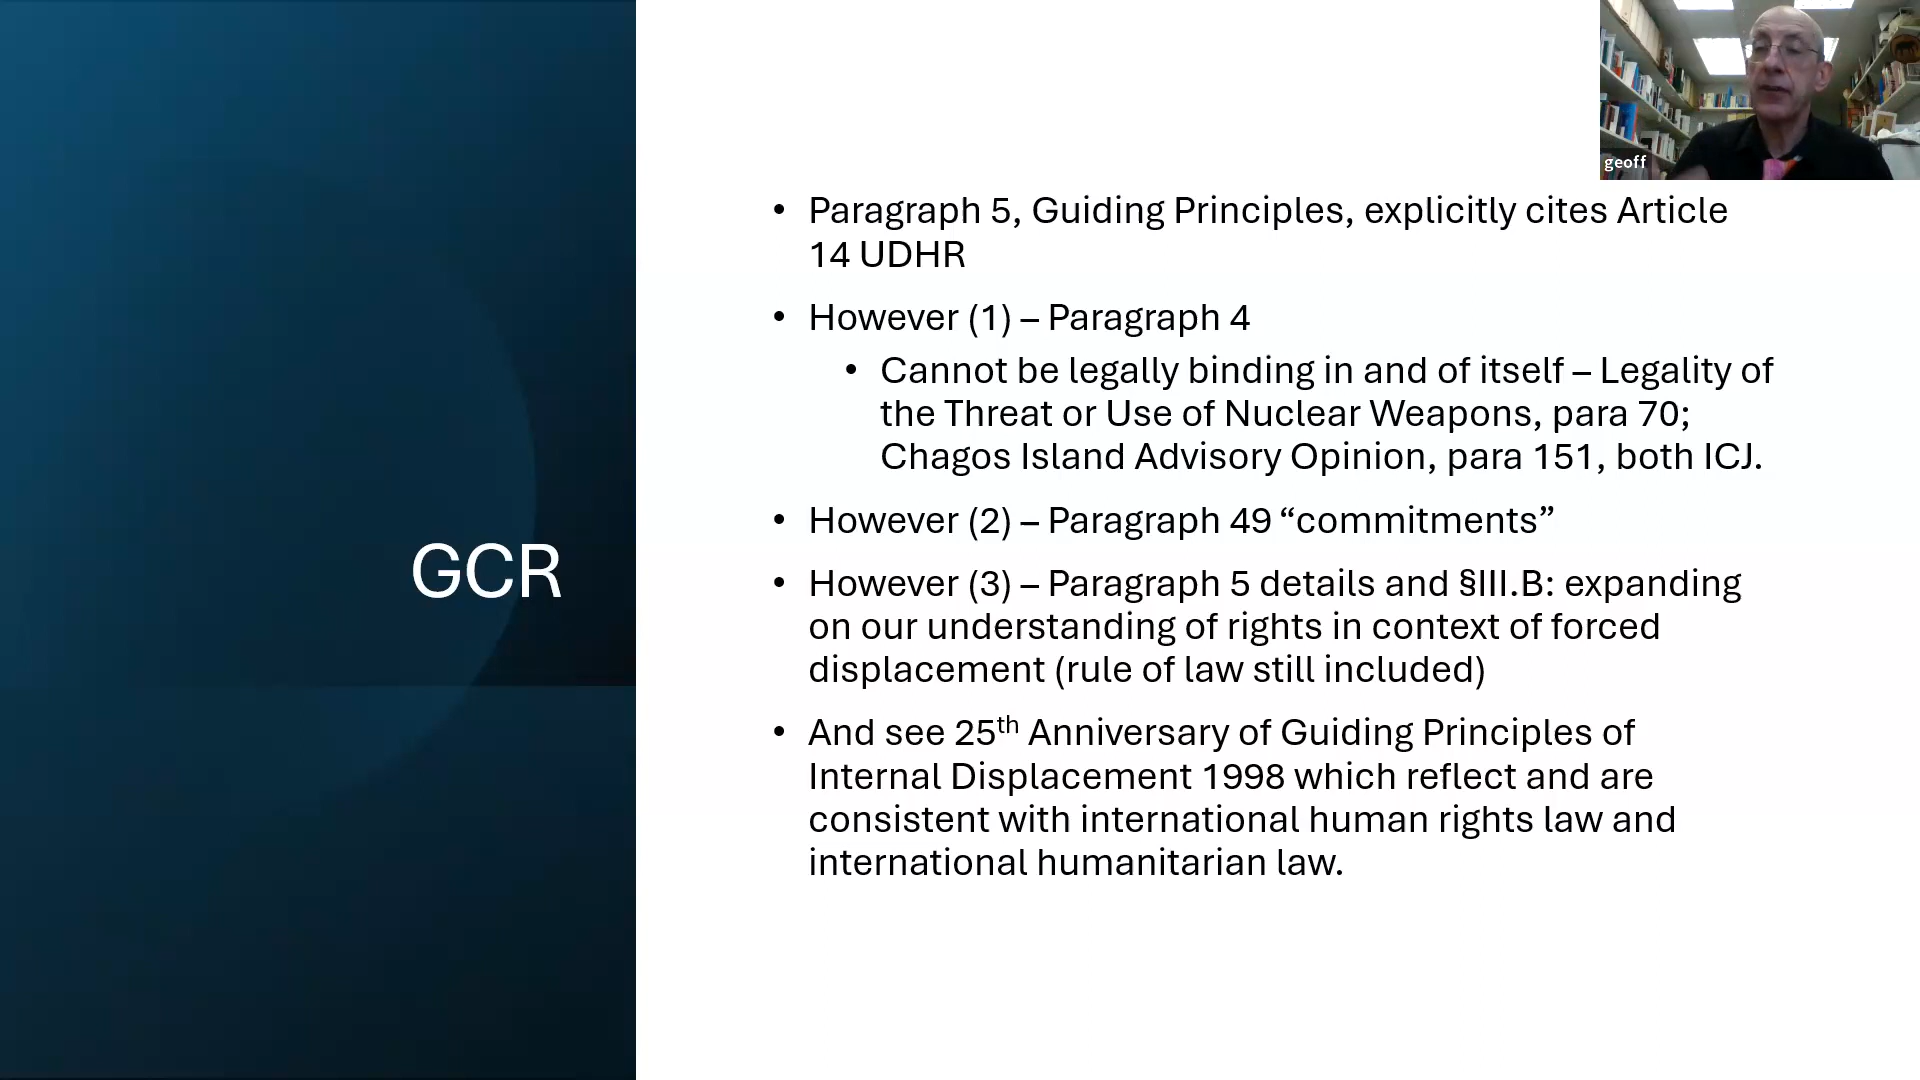 geoff
• Paragraph 5, Guiding Principles, explicitly cites Article
14 UDHR
• However (1) – Paragraph 4
• Cannot be legally binding in and of itself – Legality of
the Threat or Use of Nuclear Weapons, para 70;
Chagos Island Advisory Opinion, para 151, both ICJ.
• However (2) – Paragraph 49 “commitments”
GCR
• However (3) – Paragraph 5 details and §III.B: expanding
on our understanding of rights in context of forced
displacement (rule of law still included)
• And see 25th Anniversary of Guiding Principles of
Internal Displacement 1998 which reflect and are
consistent with international human rights law and
international humanitarian law.